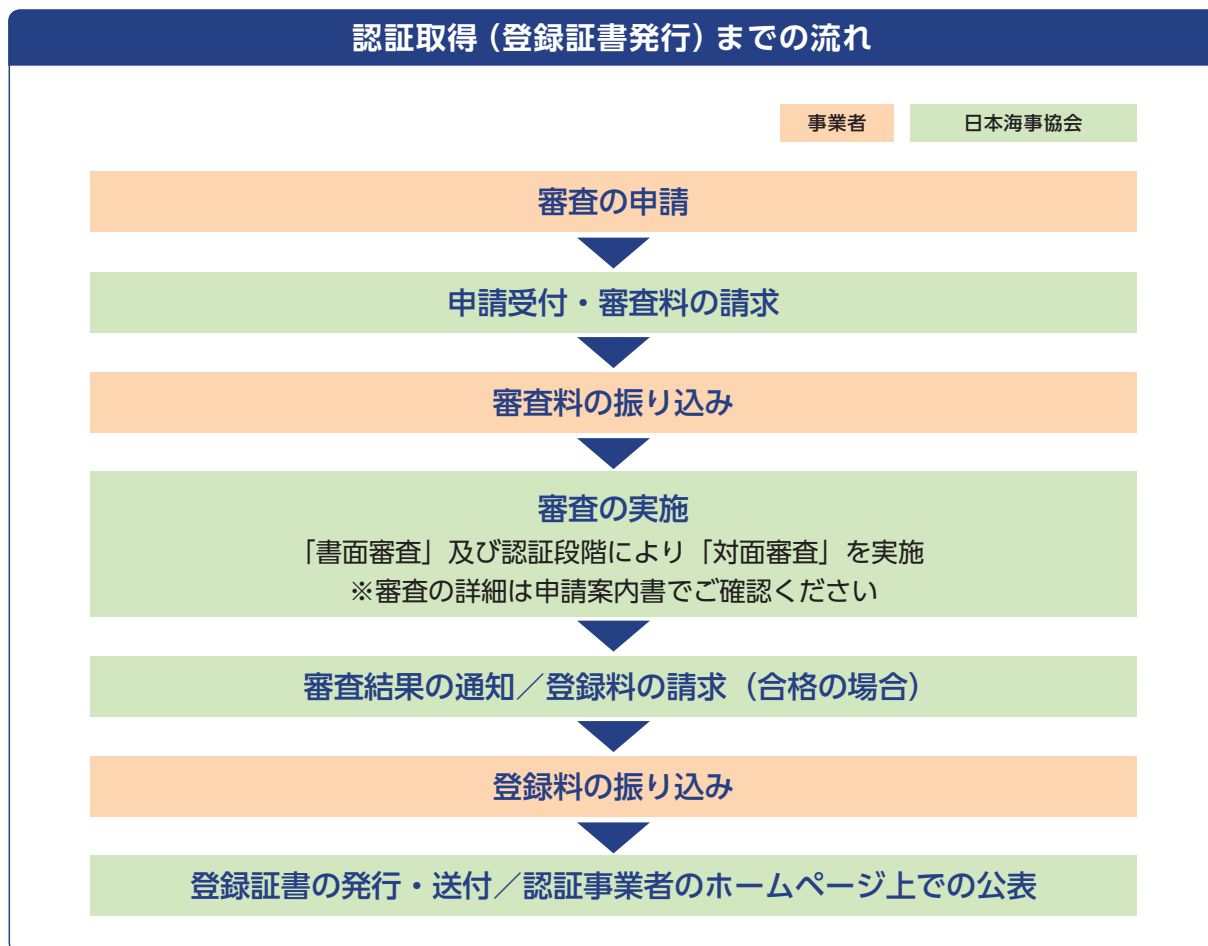 認証取得（登録証書発行）までの流れ
事業者
日本海事協会
審査の申請
申請受付・審査料の請求
審査料の振り込み
審査の実施
「書面審査」及び認証段階により「対面審査」を実施
※審査の詳細は申請案内書でご確認ください
審査結果の通知／登録料の請求（合格の場合）
登録料の振り込み
登録証書の発行・送付／認証事業者のホームページ上での公表